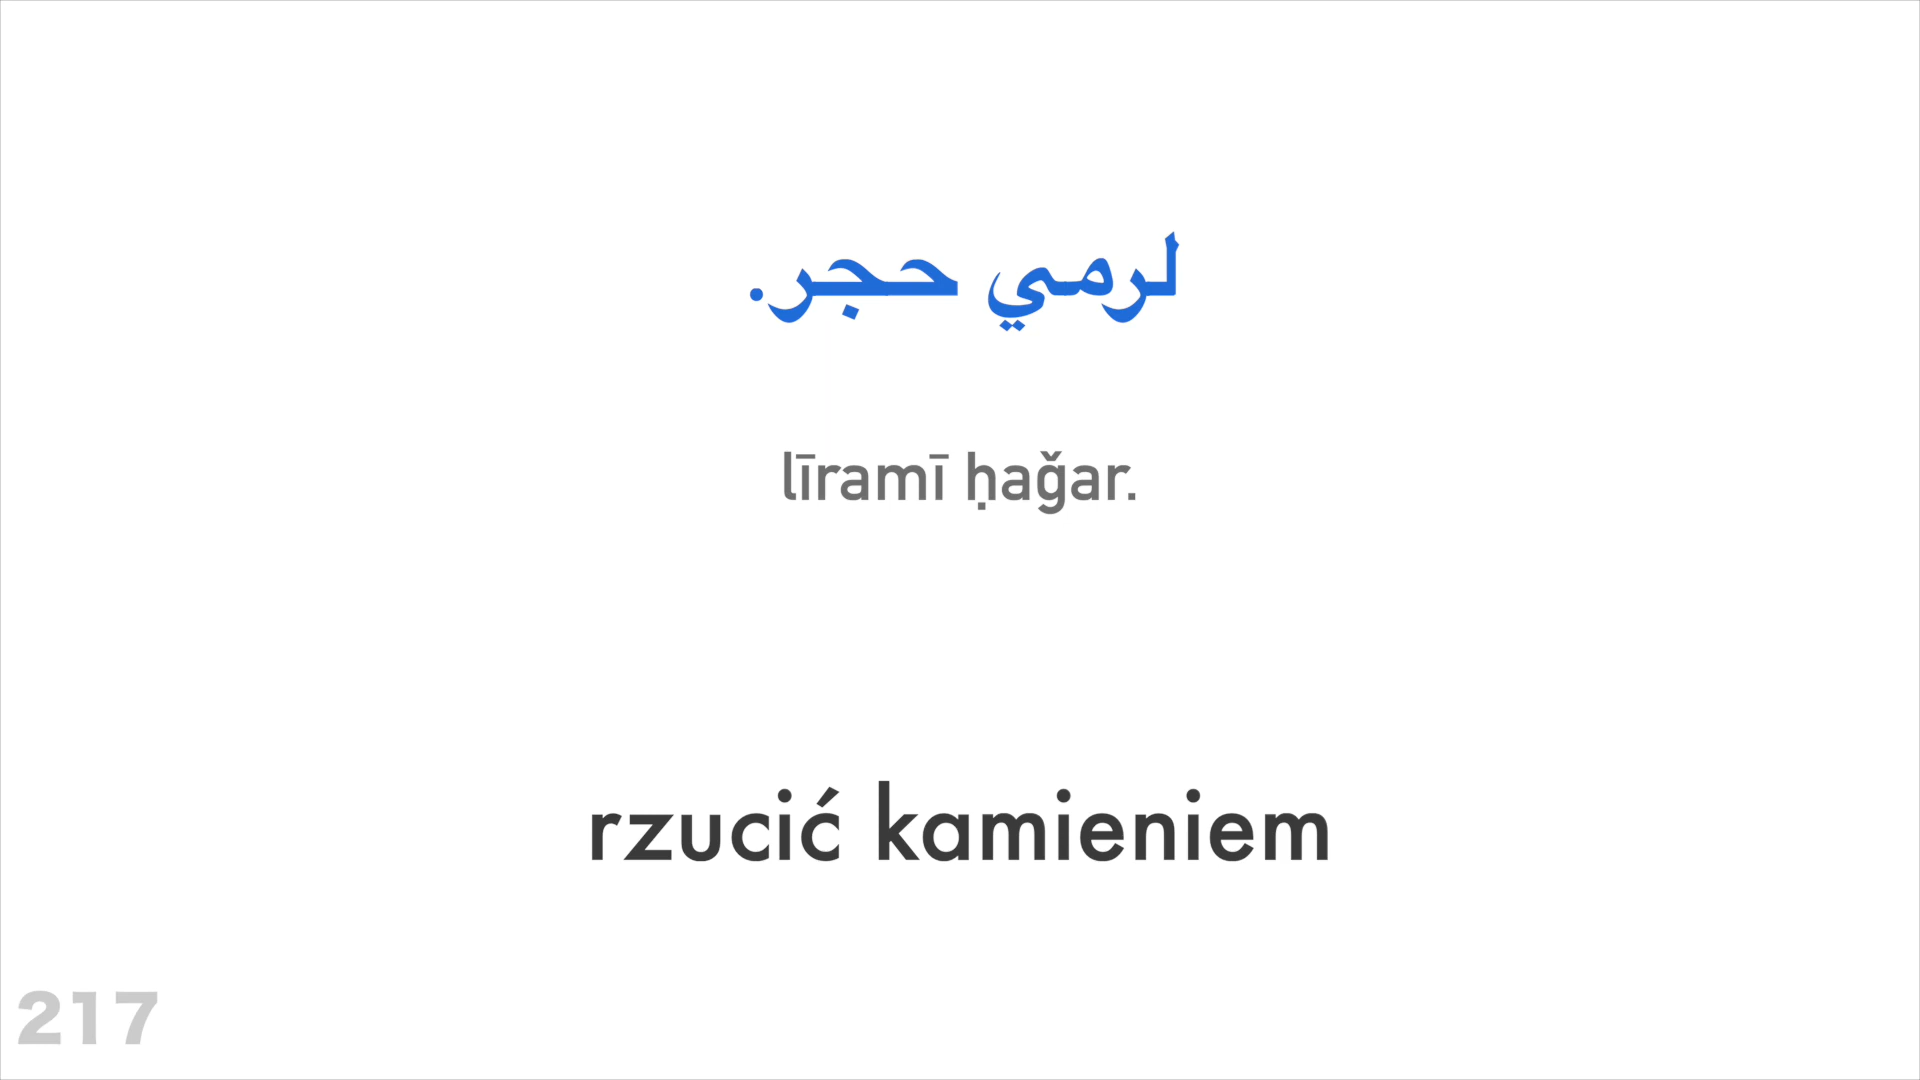 لرمي حجر.
līramī ḥağar.
rzucić kamieniem
217